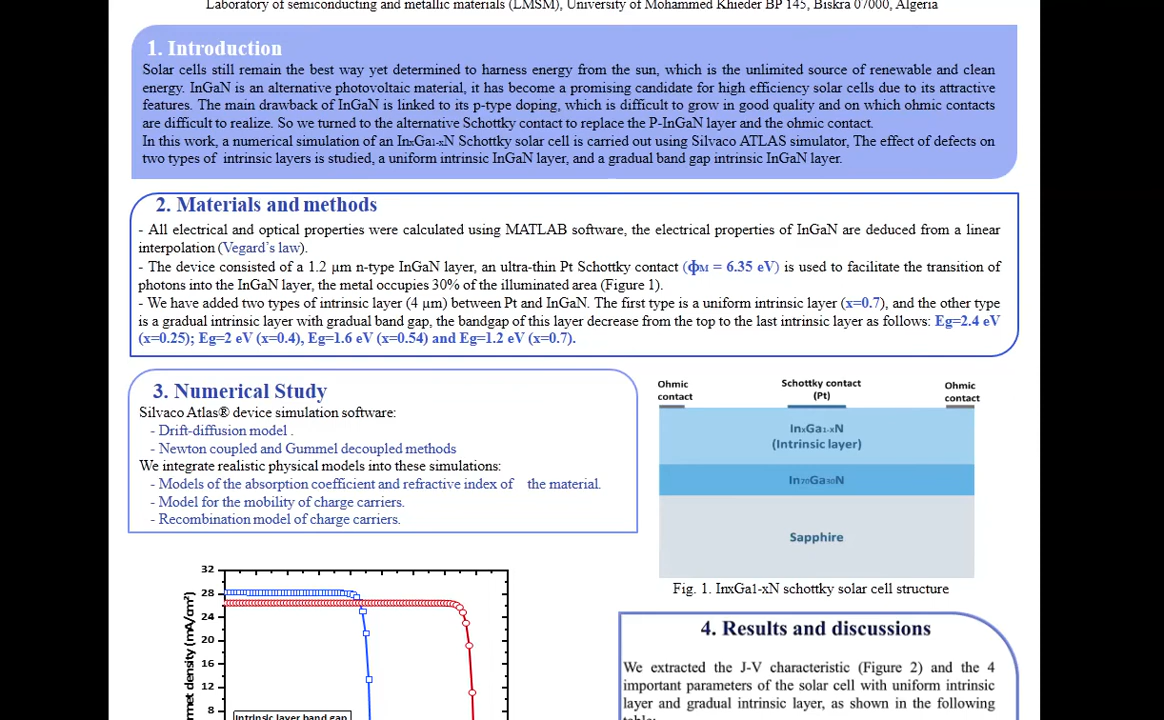 Laboratory of semiconducting and metallic materials (LMSM), University of Mohammed Khieder BP 145, Biskra 07000, Algeria
1. Introduction
Solar cells still remain the best way yet determined to harness energy from the sun, which is the unlimited source of renewable and clean
energy. InGaN is an alternative photovoltaic material, it has become a promising candidate for high efficiency solar cells due to its attractive
features. The main drawback of InGaN is linked to its p-type doping, which is difficult to grow in good quality and on which ohmic contacts
are difficult to realize. So we turned to the alternative Schottky contact to replace the P-InGaN layer and the ohmic contact.
In this work, a numerical simulation of an InxGa1-xN Schottky solar cell is carried out using Silvaco ATLAS simulator, The effect of defects on
two types of intrinsic layers is studied, a uniform intrinsic InGaN layer, and a gradual band gap intrinsic InGaN layer.
2. Materials and methods
- All electrical and optical properties were calculated using MATLAB software, the electrical properties of InGaN are deduced from a linear
interpolation (Vegard's law).
- The device consisted of a 1.2 µm n-type InGaN layer, an ultra-thin Pt Schottky contact (ϕM = 6.35 eV) is used to facilitate the transition of
photons into the InGaN layer, the metal occupies 30% of the illuminated area (Figure 1).
- We have added two types of intrinsic layer (4 µm) between Pt and InGaN. The first type is a uniform intrinsic layer (x=0.7), and the other type
is a gradual intrinsic layer with gradual band gap, the bandgap of this layer decrease from the top to the last intrinsic layer as follows: Eg=2.4 eV
(x=0.25); Eg=2 eV (x=0.4), Eg=1.6 eV (x=0.54) and Eg=1.2 eV (x=0.7).
3. Numerical Study
Silvaco Atlas® device simulation software:
- Drift-diffusion model .
- Newton coupled and Gummel decoupled methods
We integrate realistic physical models into these simulations:
- Models of the absorption coefficient and refractive index of the material.
- Model for the mobility of charge carriers.
- Recombination model of charge carriers.
Ohmic contact
Schottky contact (Pt)
Ohmic contact
InxGa1-xN
(Intrinsic layer)
In70Ga30N
Sapphire
Fig. 1. InxGa1-xN schottky solar cell structure
32
28
24
20
16
12
8
density (mA/cm²)
Intrinsic layer band gap
4. Results and discussions
We extracted the J-V characteristic (Figure 2) and the 4
important parameters of the solar cell with uniform intrinsic
layer and gradual intrinsic layer, as shown in the following
table: